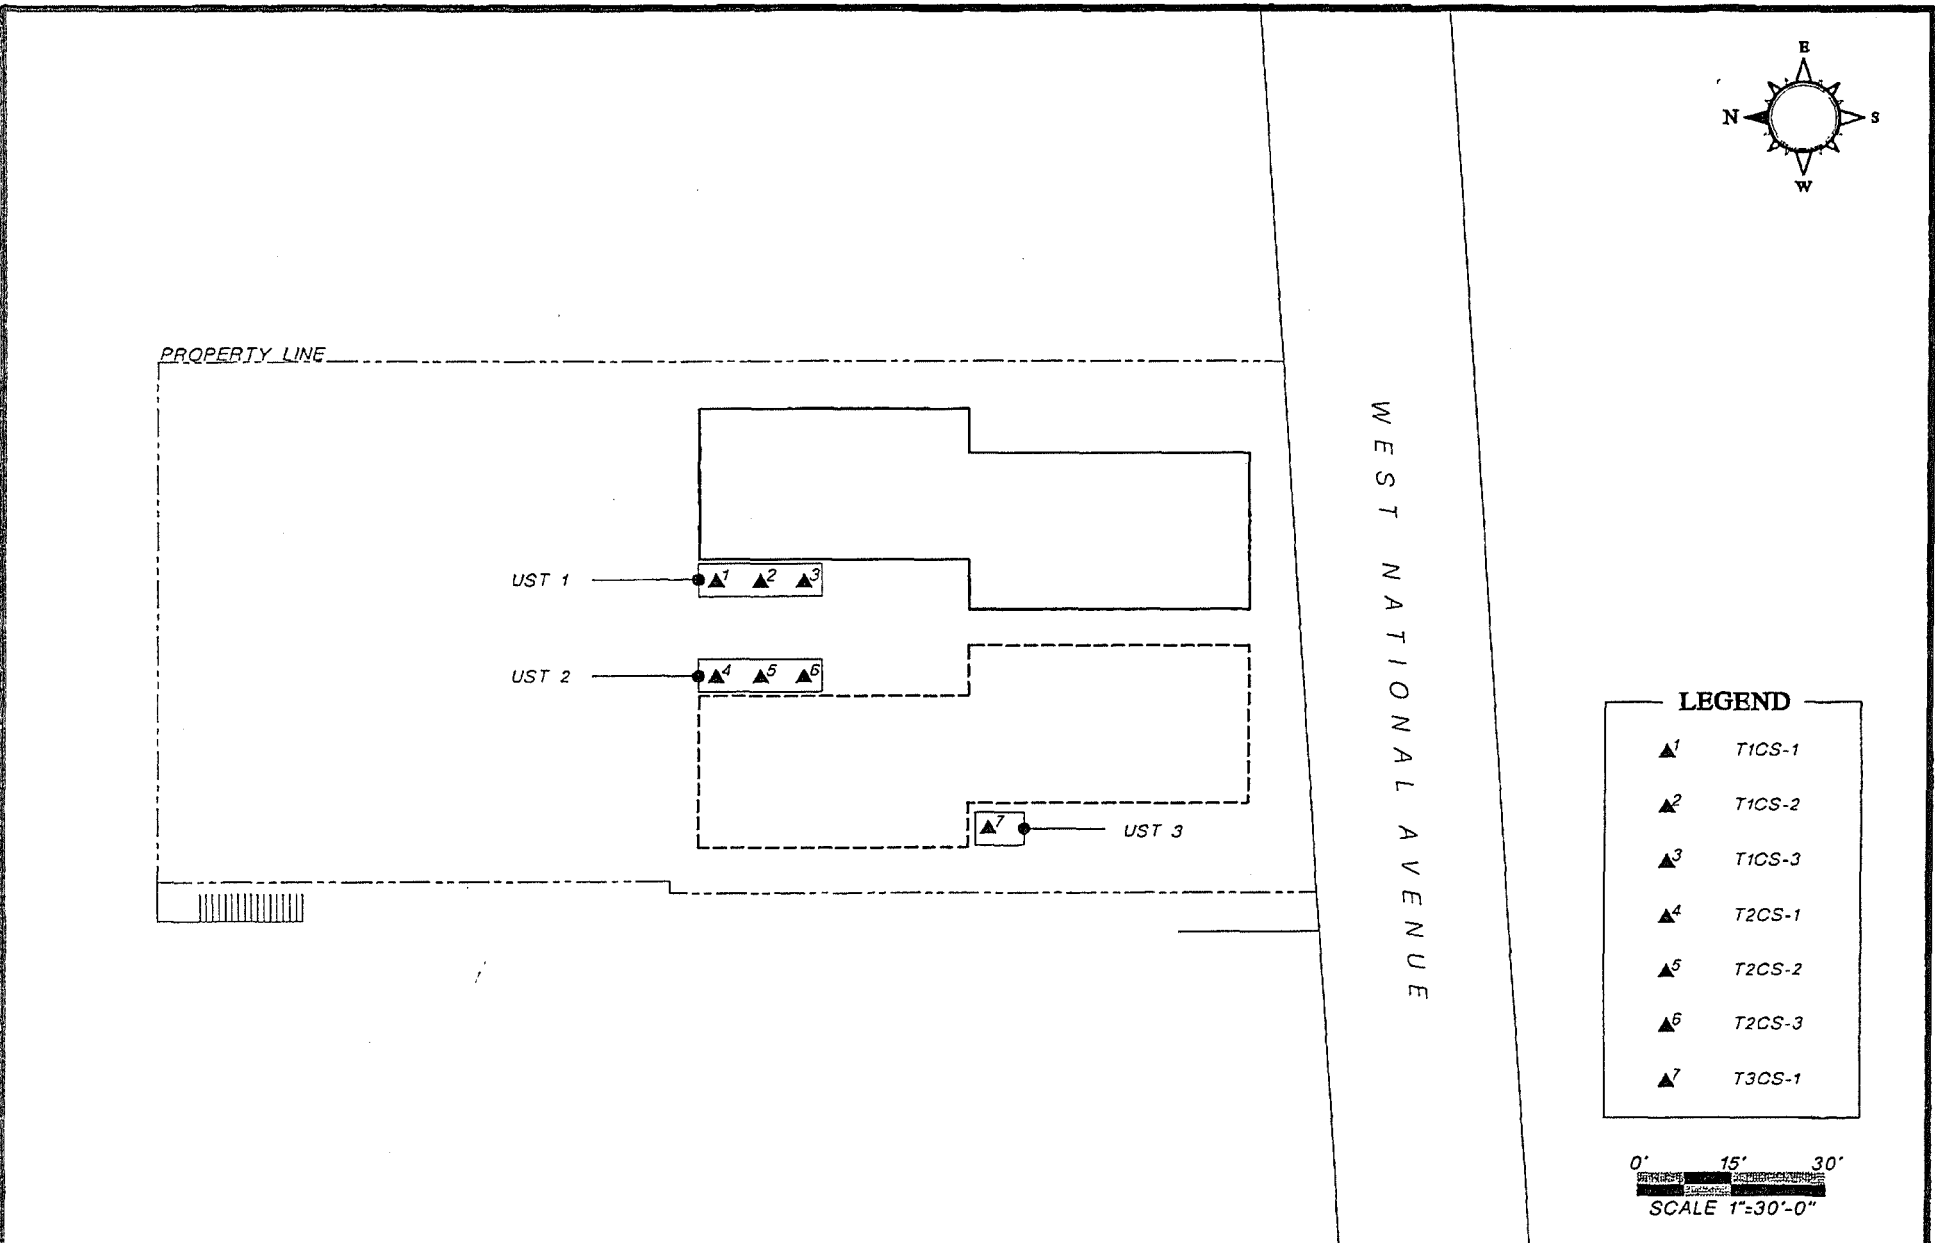 E
N S
W
PROPERTY LINE
WEST NATIONAL AVENUE
UST 1
1 2 3
UST 2
4 5 6
7
UST 3
LEGEND
1 T1CS-1
2 T1CS-2
3 T1CS-3
4 T2CS-1
5 T2CS-2
6 T2CS-3
7 T3CS-1
0' 15' 30'
SCALE 1"=30'-0"